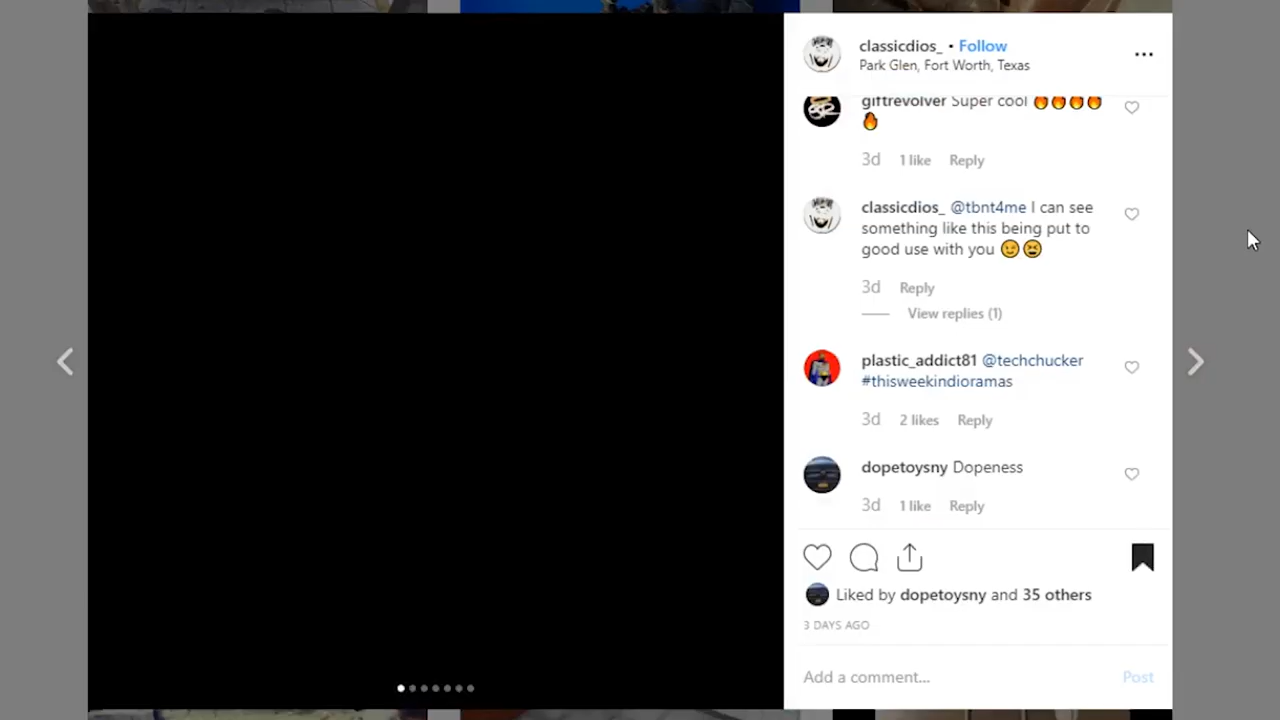 classicdios_ • Follow
Park Glen, Fort Worth, Texas
giftrevolver Super cool 🔥🔥🔥🔥
🔥
3d 1 like Reply
classicdios_ @tbnt4me I can see
something like this being put to
good use with you 😉😆
3d Reply
View replies (1)
plastic_addict81 @techchucker
#thisweekindioramas
3d 2 likes Reply
dopetoysny Dopeness
3d 1 like Reply
Liked by dopetoysny and 35 others
3 DAYS AGO
Add a comment... Post